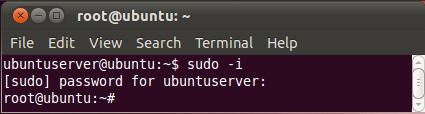 root@ubuntu: ~
File Edit View Search Terminal Help
ubuntuserver@ubuntu:~$ sudo -i
[sudo] password for ubuntuserver:
root@ubuntu:~#